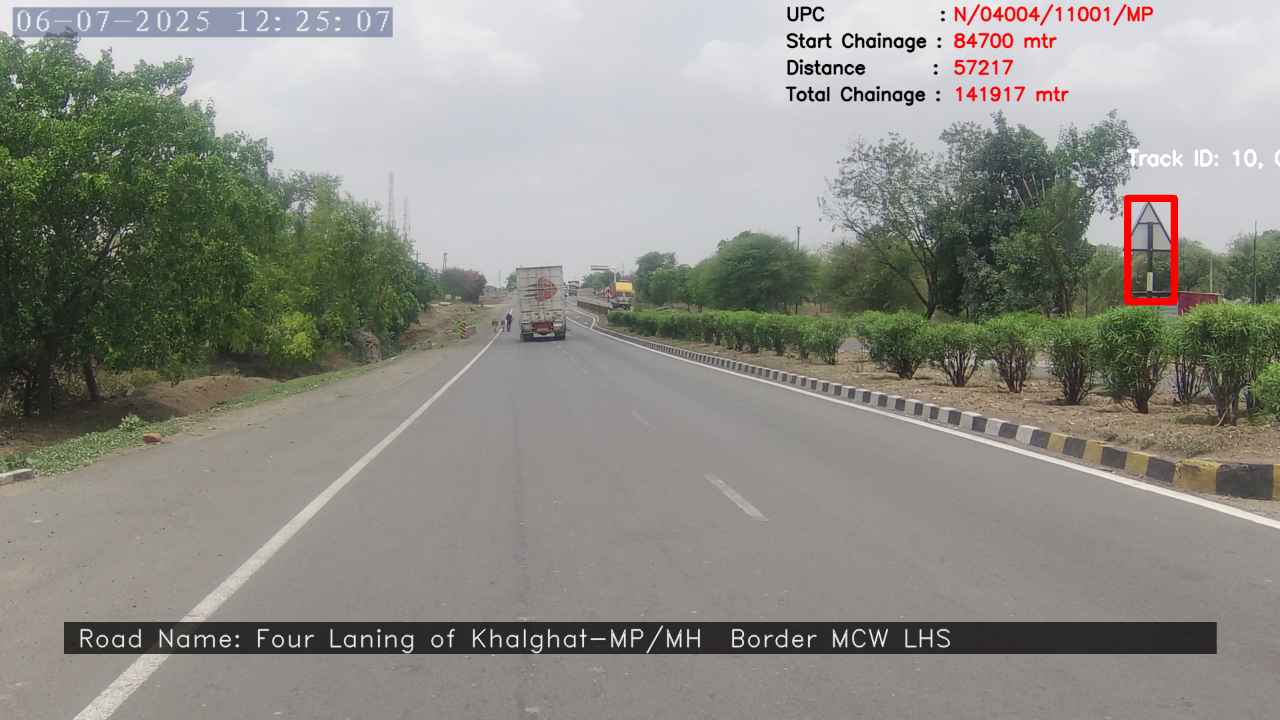 06-07-2025 12:25:07
UPC : N/04004/11001/MP
Start Chainage : 84700 mtr
Distance : 57217
Total Chainage : 141917 mtr
Track ID: 10,
Road Name: Four Laning of Khalghat-MP/MH Border MCW LHS